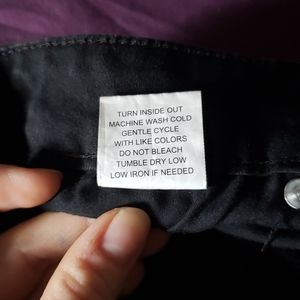 TURN INSIDE OUT
MACHINE WASH COLD
GENTLE CYCLE
WITH LIKE COLORS
DO NOT BLEACH
TUMBLE DRY LOW
LOW IRON IF NEEDED